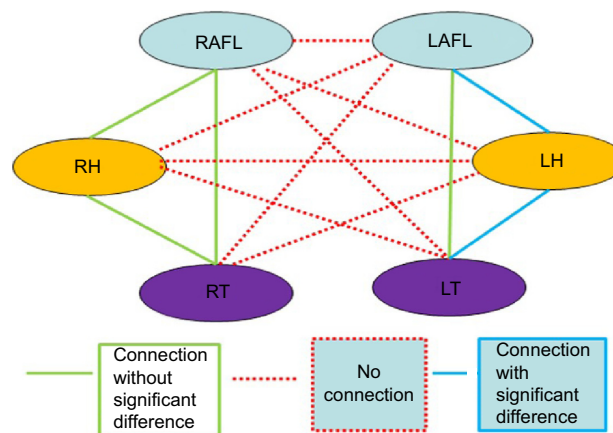 RAFL
LAFL
RH
LH
RT
LT
Connection
without
significant
difference
No
connection
Connection
with
significant
difference